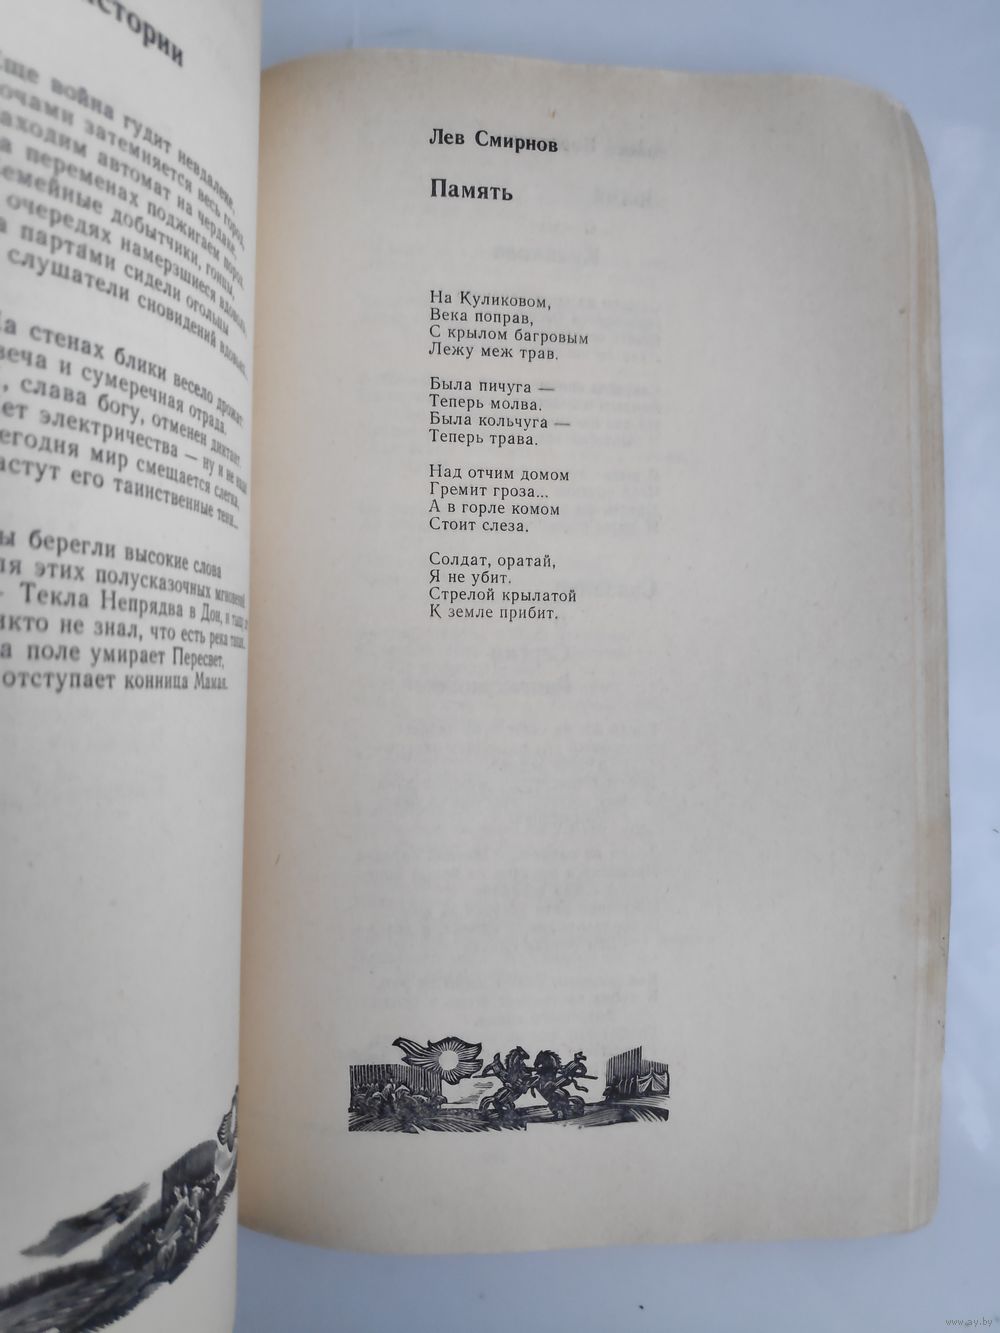 истории
Еще война гудит невдалеке,
очами затемняется весь город,
находим автомат на чердаке,
на переменах поджигаем порох.
семейные добытчики, гонцы,
очередях намерзшиеся вдоволь,
а партами сидели огольцы
слушатели сновидений вдовьих.
На стенах блики весело дрожат
свеча и сумеречная отрада.
слава богу, отменен диктант.
ет электричества — ну и не надо
егодня мир смещается слегка,
астут его таинственные тени...
ы берегли высокие слова
ля этих полусказочных мгновений
— Текла Непрядва в Дон, и
икто не знал, что есть река такая.
а поле умирает Пересвет,
отступает конница Мамая.
Лев Смирнов
Память
На Куликовом,
Века поправ,
С крылом багровым
Лежу меж трав.
Была пичуга —
Теперь молва.
Была кольчуга —
Теперь трава.
Над отчим домом
Гремит гроза...
А в горле комом
Стоит слеза.
Солдат, оратай,
Я не убит.
Стрелой крылатой
К земле прибит.
www.ay.by